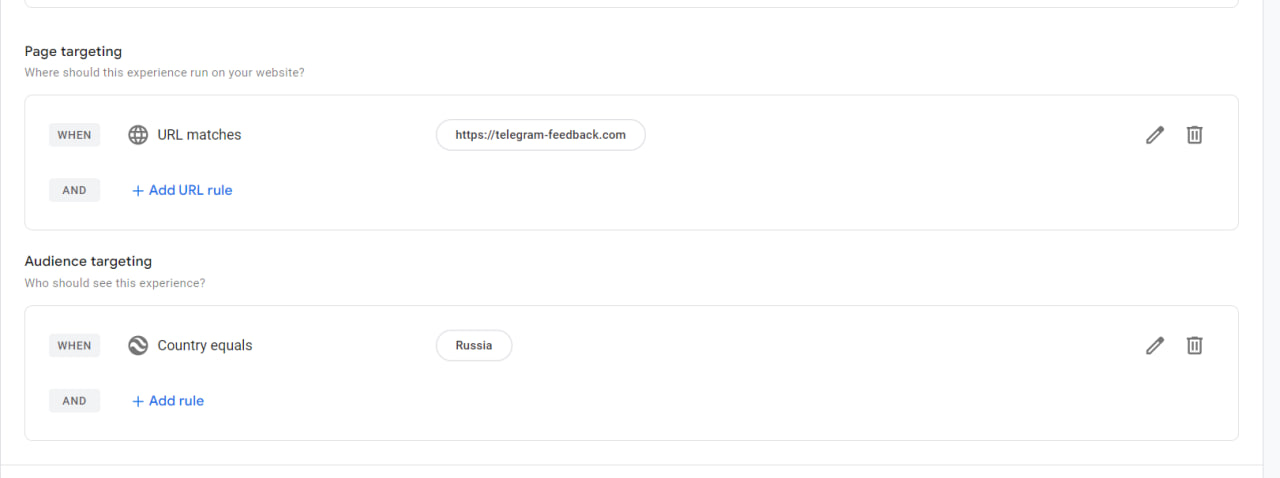 Page targeting
Where should this experience run on your website?
WHEN URL matches https://telegram-feedback.com
AND + Add URL rule
Audience targeting
Who should see this experience?
WHEN Country equals Russia
AND + Add rule